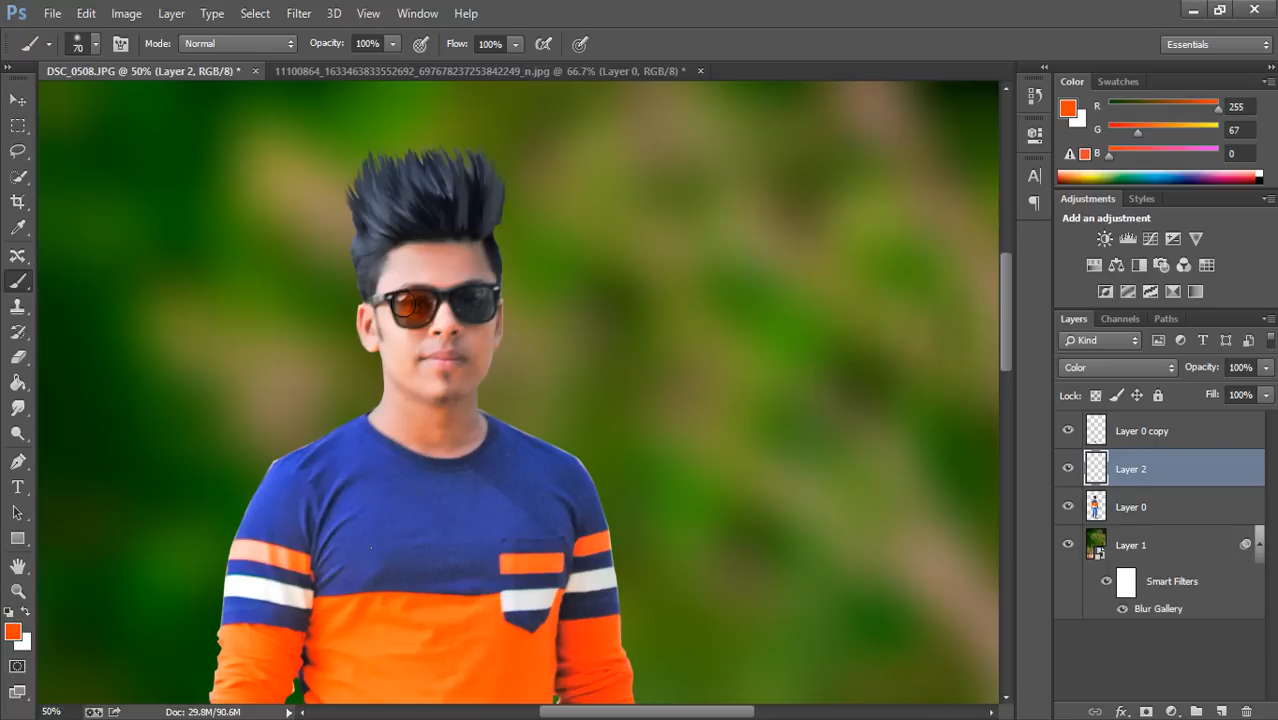 Ps File Edit Image Layer Type Select Filter 3D View Window Help
70 Mode: Normal Opacity: 100% Flow: 100% Essentials
DSC_0508.JPG @ 50% (Layer 2, RGB/8) * × 11100864_1633463833552692_697678237253842249_n.jpg @ 66.7% (Layer 0, RGB/8) * ×
Color Swatches
R 255
G 67
B 0
Adjustments Styles
Add an adjustment
Layers Channels Paths
Kind
Color Opacity: 100%
Lock: Fill: 100%
Layer 0 copy
Layer 2
Layer 0
Layer 1
Smart Filters
Blur Gallery
50% Doc: 29.8M/90.6M